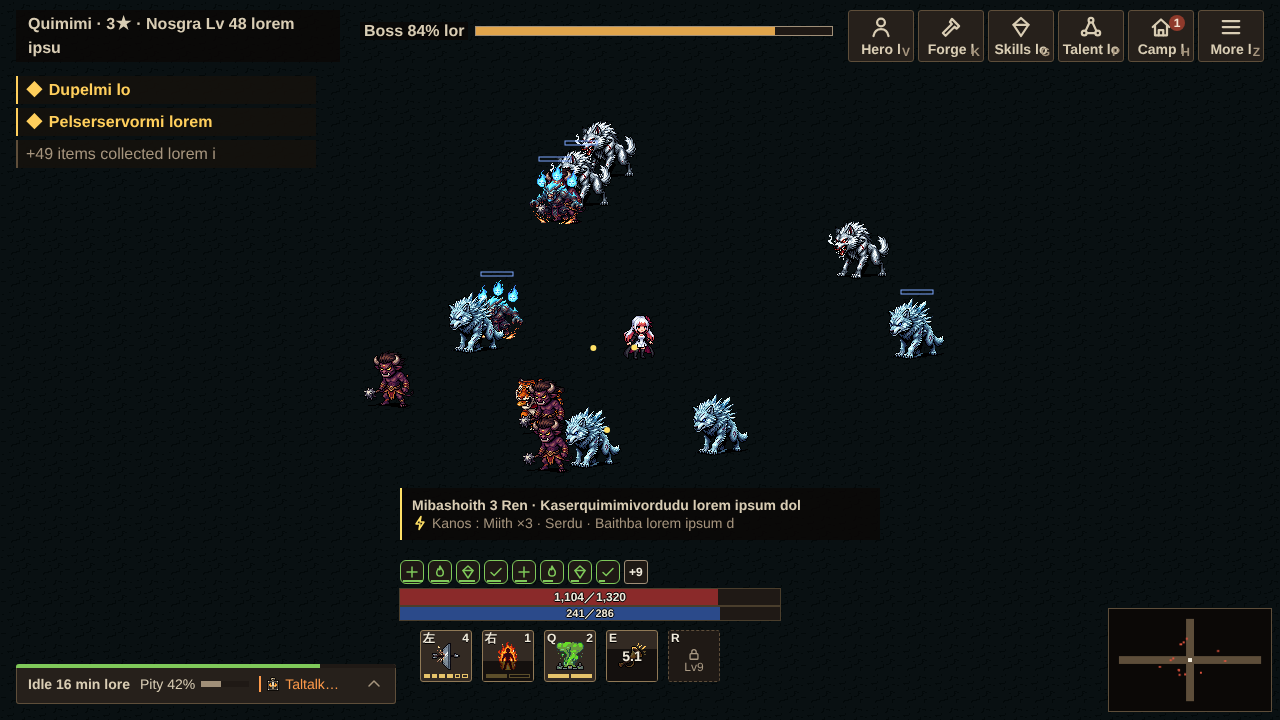 Quimimi · 3★ · Nosgra Lv 48 lorem
ipsu
Boss 84% lor
Hero V
Forge K
Skills
Talent
1
Camp H
More Z
Dupelmi lo
Pelserservormi lorem
+49 items collected lorem i
Mibashoith 3 Ren · Kaserquimimivordudu lorem ipsum dol
Kanos : Miith ×3 · Serdu · Baithba lorem ipsum d
+9
1,104／1,320
241／286
左 4
右 1
Q 2
E 5.1
R Lv9
Idle 16 min lore Pity 42% Taltalk…